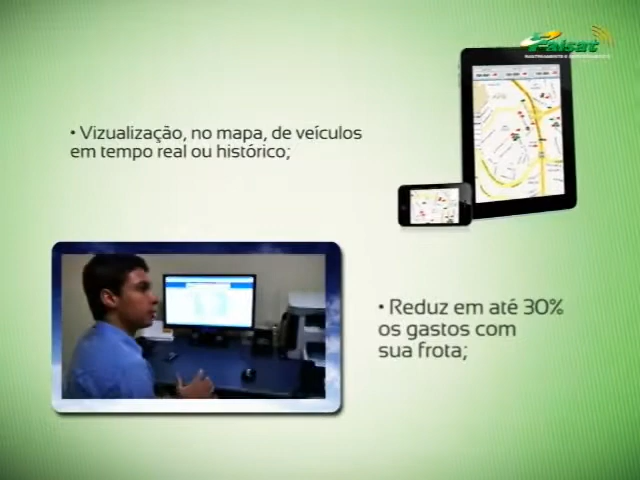 Falsat
• Vizualização, no mapa, de veículos
em tempo real ou histórico;
• Reduz em até 30%
os gastos com
sua frota;